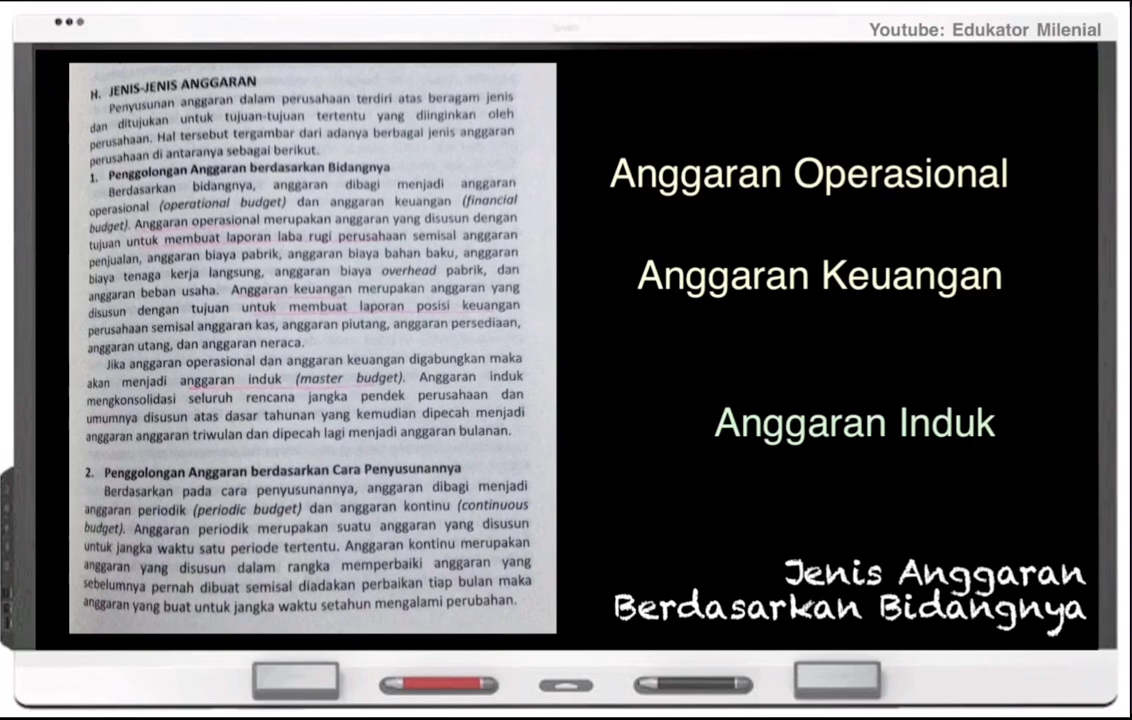 Youtube: Edukator Milenial
H. JENIS-JENIS ANGGARAN
Penyusunan anggaran dalam perusahaan terdiri atas beragam jenis
dan ditujukan untuk tujuan-tujuan tertentu yang diinginkan oleh
perusahaan. Hal tersebut tergambar dari adanya berbagai jenis anggaran
perusahaan di antaranya sebagai berikut.
1. Penggolongan Anggaran berdasarkan Bidangnya
Berdasarkan bidangnya, anggaran dibagi menjadi anggaran
operasional (operational budget) dan anggaran keuangan (financial
budget). Anggaran operasional merupakan anggaran yang disusun dengan
tujuan untuk membuat laporan laba rugi perusahaan semisal anggaran
penjualan, anggaran biaya pabrik, anggaran biaya bahan baku, anggaran
biaya tenaga kerja langsung, anggaran biaya overhead pabrik, dan
anggaran beban usaha. Anggaran keuangan merupakan anggaran yang
disusun dengan tujuan untuk membuat laporan posisi keuangan
perusahaan semisal anggaran kas, anggaran piutang, anggaran persediaan,
anggaran utang, dan anggaran neraca.
Jika anggaran operasional dan anggaran keuangan digabungkan maka
akan menjadi anggaran induk (master budget). Anggaran induk
mengkonsolidasi seluruh rencana jangka pendek perusahaan dan
umumnya disusun atas dasar tahunan yang kemudian dipecah menjadi
anggaran anggaran triwulan dan dipecah lagi menjadi anggaran bulanan.
2. Penggolongan Anggaran berdasarkan Cara Penyusunannya
Berdasarkan pada cara penyusunannya, anggaran dibagi menjadi
anggaran periodik (periodic budget) dan anggaran kontinu (continuous
budget). Anggaran periodik merupakan suatu anggaran yang disusun
untuk jangka waktu satu periode tertentu. Anggaran kontinu merupakan
anggaran yang disusun dalam rangka memperbaiki anggaran yang
sebelumnya pernah dibuat semisal diadakan perbaikan tiap bulan maka
anggaran yang buat untuk jangka waktu setahun mengalami perubahan.
Anggaran Operasional
Anggaran Keuangan
Anggaran Induk
Jenis Anggaran
Berdasarkan Bidangnya